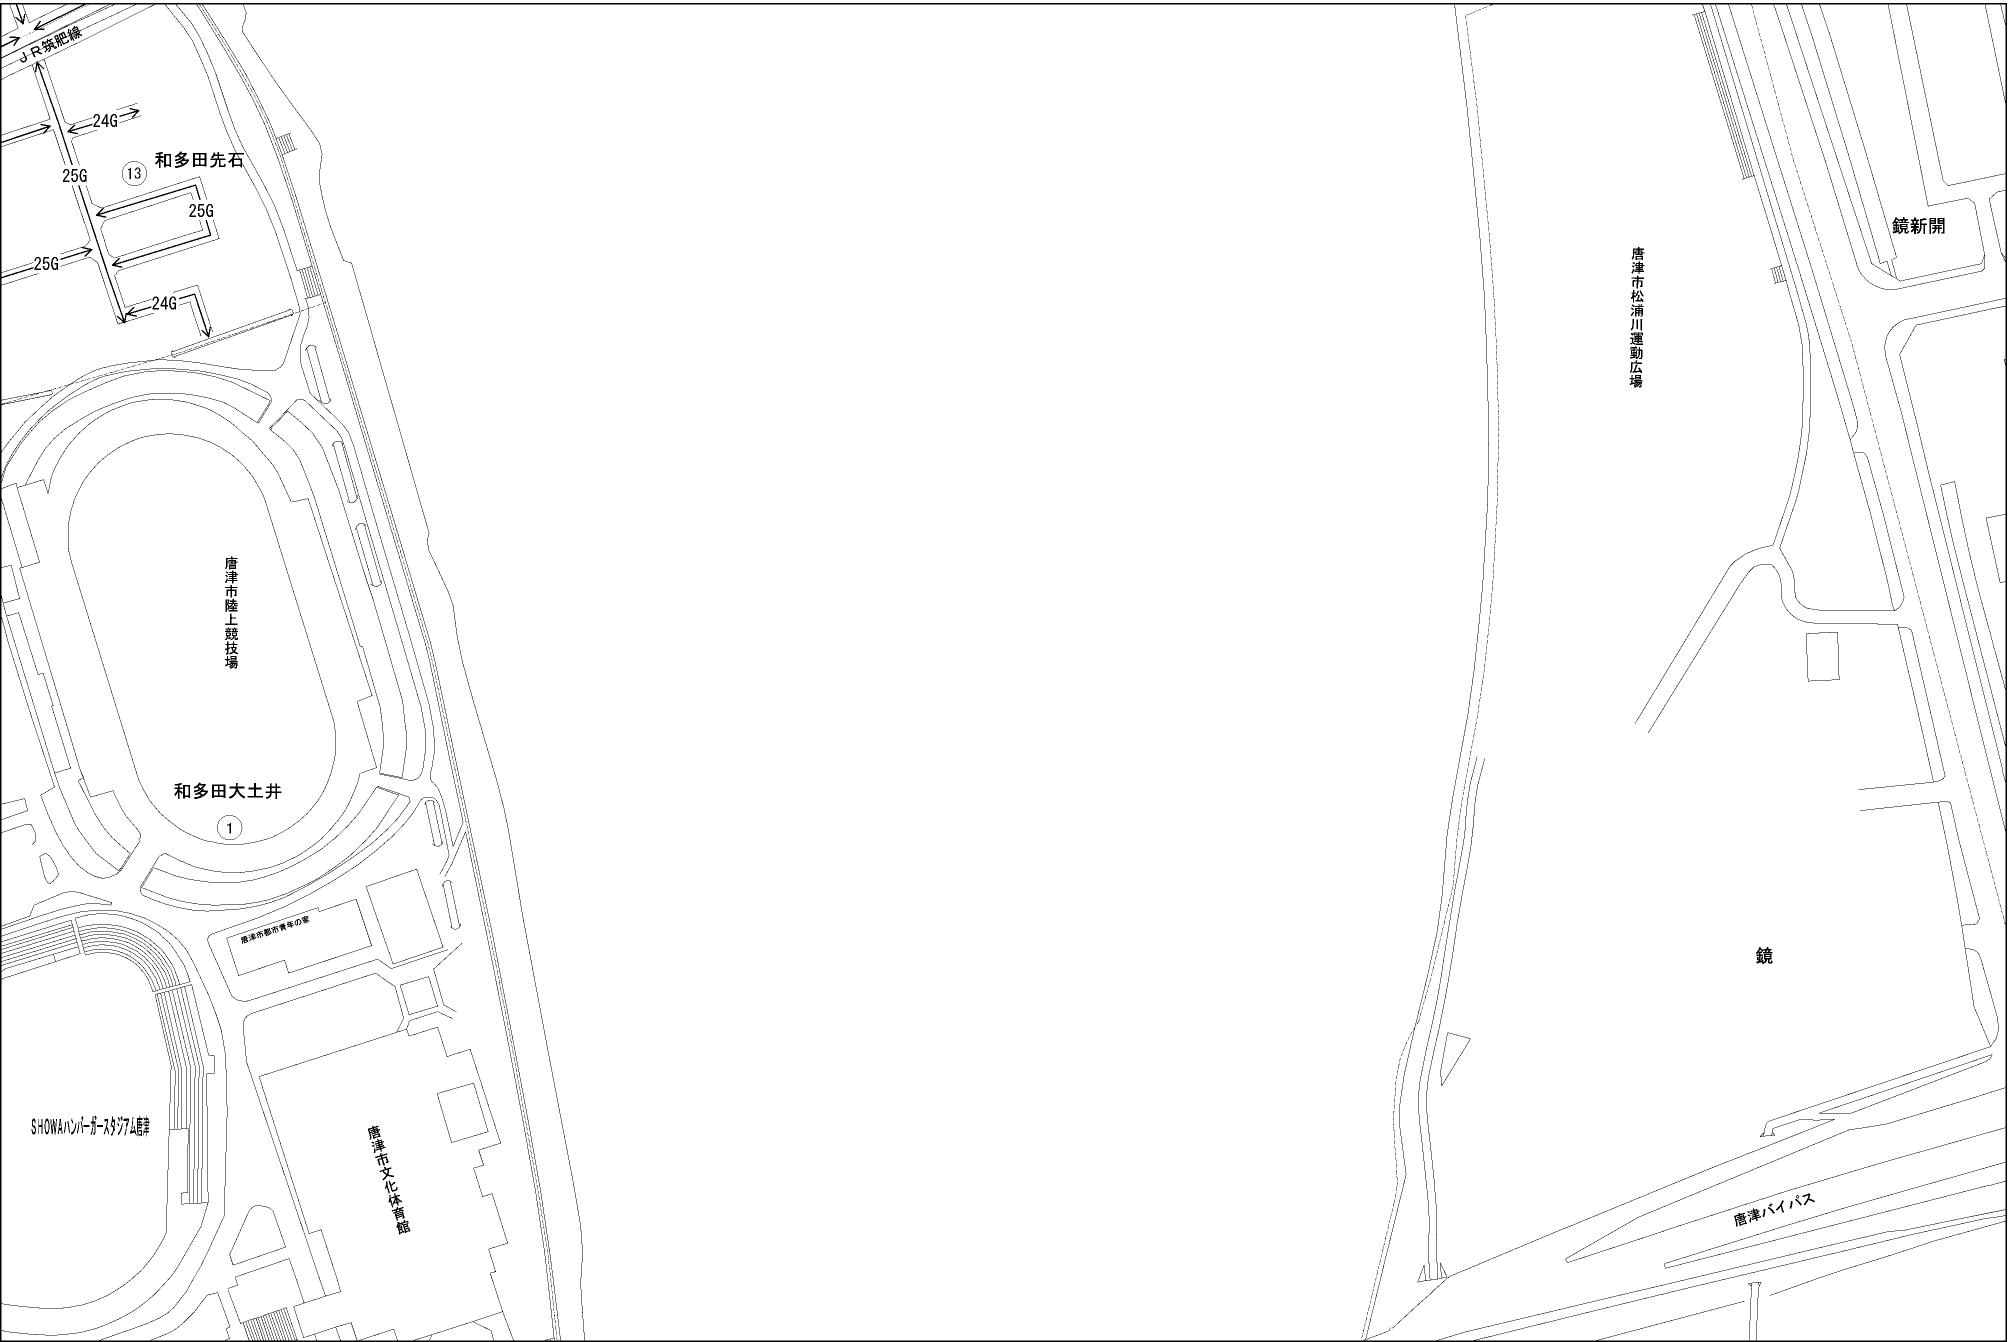 JR筑肥線
24G
和多田先石
13
25G
25G
25G
24G
鏡新開
唐津市松浦川運動広場
唐津市陸上競技場
和多田大土井
1
唐津市都市青年の家
鏡
SHOWAハンバーガースタジアム唐津
唐津市文化体育館
唐津バイパス